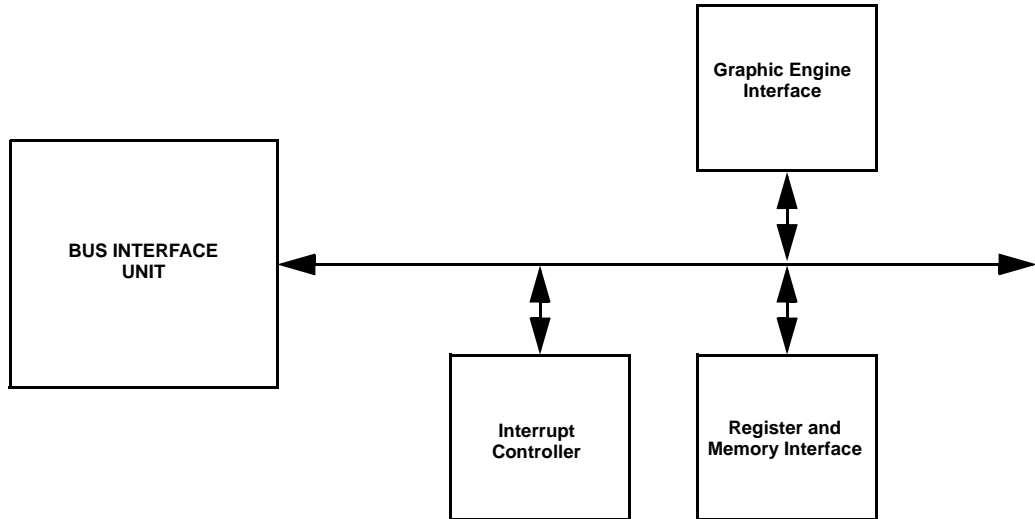 Graphic Engine
Interface
BUS INTERFACE
UNIT
Interrupt
Controller
Register and
Memory Interface